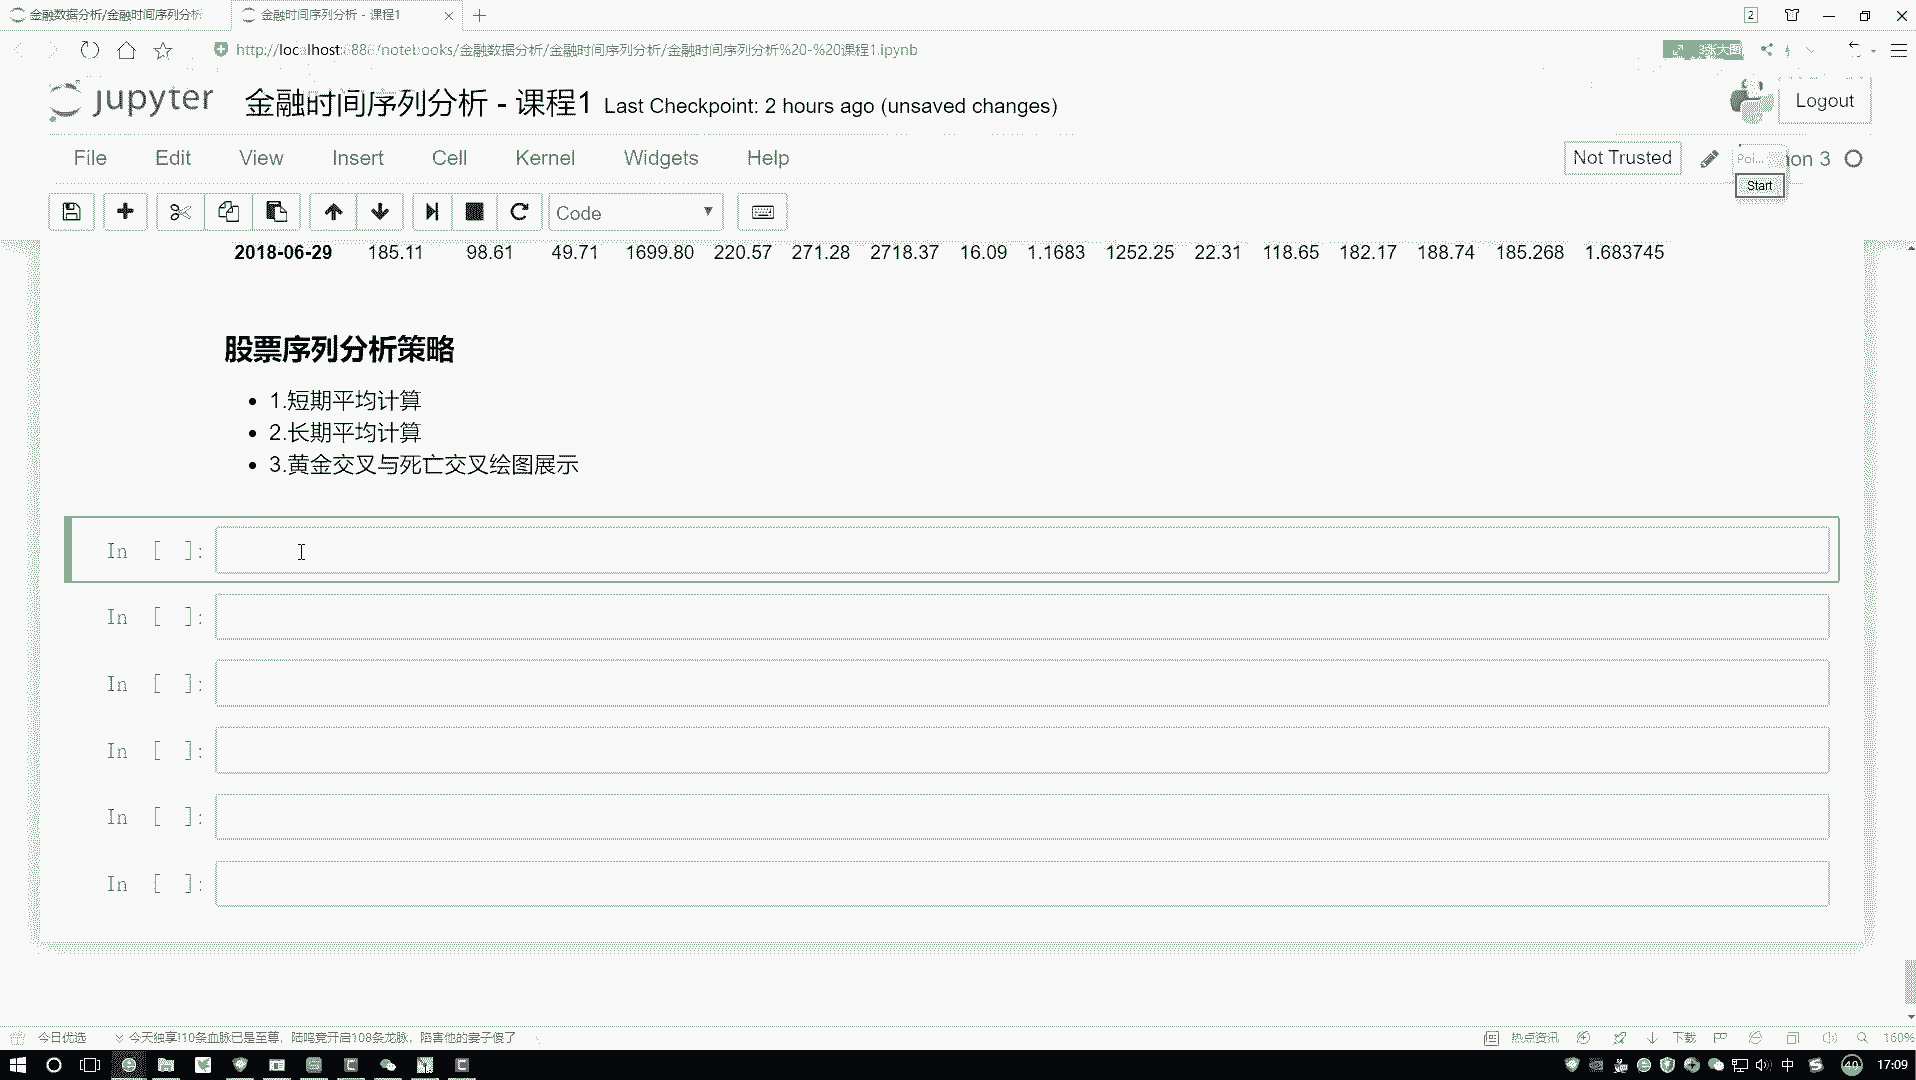 金融数据分析/金融时间序列分析
金融时间序列分析 - 课程1
2
http://localhost:8888/notebooks/金融数据分析/金融时间序列分析/金融时间序列分析%20-%20课程1.ipynb
3张大图
jupyter 金融时间序列分析 - 课程1 Last Checkpoint: 2 hours ago (unsaved changes)
Logout
File Edit View Insert Cell Kernel Widgets Help
Not Trusted
Poi... hon 3
Start
Code
2018-06-29 185.11 98.61 49.71 1699.80 220.57 271.28 2718.37 16.09 1.1683 1252.25 22.31 118.65 182.17 188.74 185.268 1.683745
股票序列分析策略
1.短期平均计算
2.长期平均计算
3.黄金交叉与死亡交叉绘图展示
In [ ]:
In [ ]:
In [ ]:
In [ ]:
In [ ]:
In [ ]:
今日优选 今天独享!10条血脉已是至尊，陆鸣竟开启108条龙脉，陷害他的妻子傻了
热点资讯 下载 160%
中 40 17:09